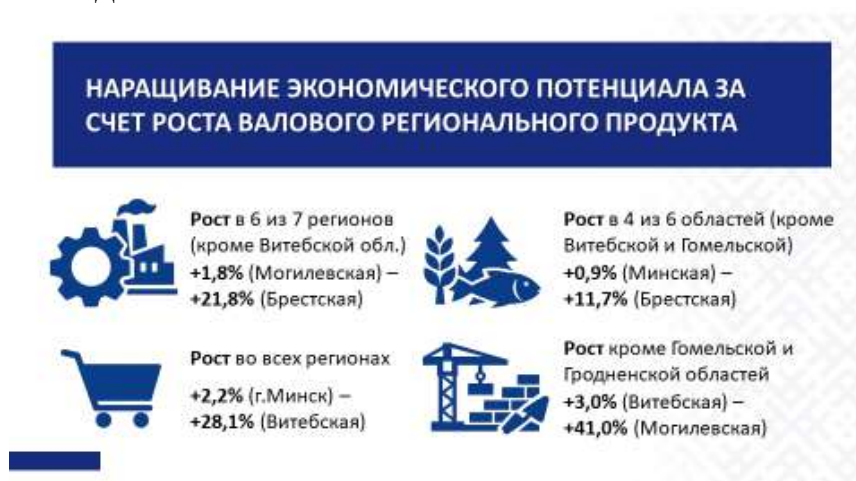 НАРАЩИВАНИЕ ЭКОНОМИЧЕСКОГО ПОТЕНЦИАЛА ЗА
СЧЕТ РОСТА ВАЛОВОГО РЕГИОНАЛЬНОГО ПРОДУКТА
Рост в 6 из 7 регионов
(кроме Витебской обл.)
+1,8% (Могилевская) –
+21,8% (Брестская)
Рост в 4 из 6 областей (кроме
Витебской и Гомельской)
+0,9% (Минская) –
+11,7% (Брестская)
Рост во всех регионах
+2,2% (г.Минск) –
+28,1% (Витебская)
Рост кроме Гомельской и
Гродненской областей
+3,0% (Витебская) –
+41,0% (Могилевская)